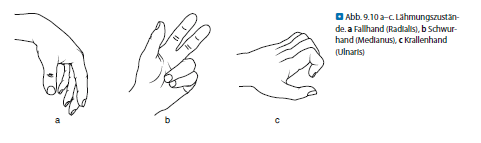 Abb. 9.10 a–c. Lähmungszustän-
de. a Fallhand (Radialis), b Schwur-
hand (Medianus), c Krallenhand
(Ulnaris)
a
b
c